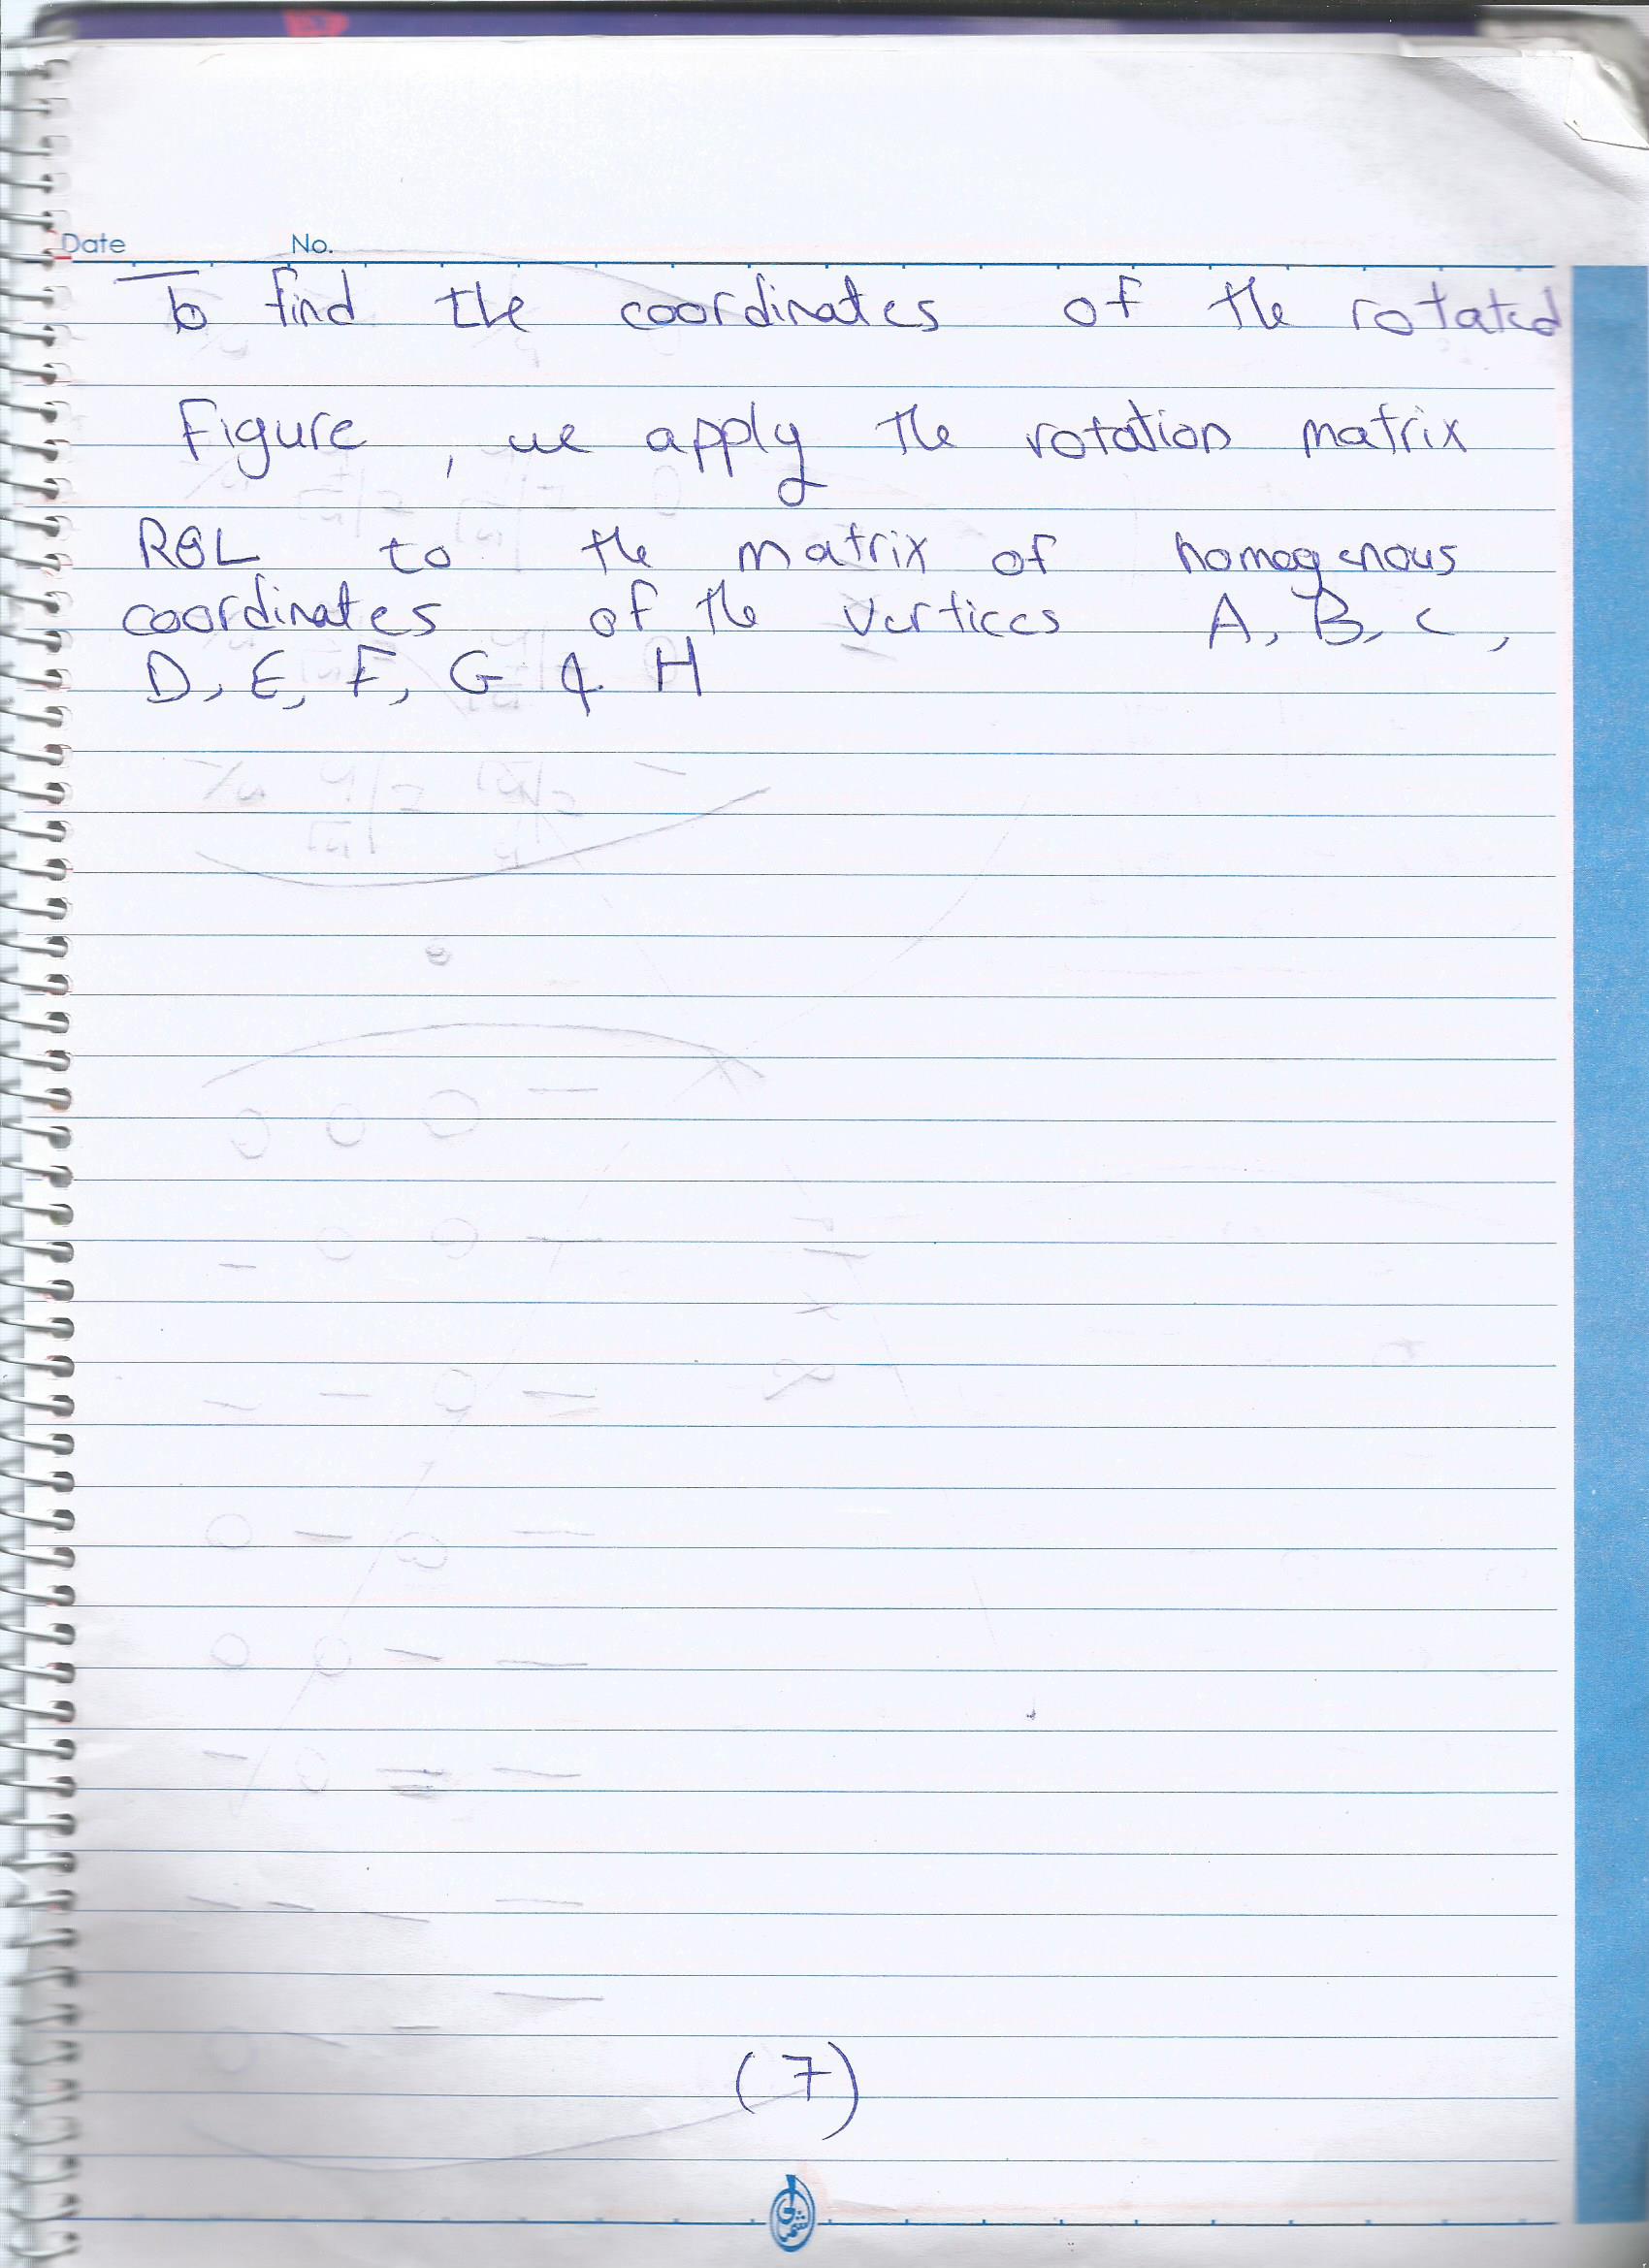 Date No.
To find the coordinates of the rotated
Figure, we apply the rotation matrix
RθL to the matrix of homogenous
coordinates of the vertices A, B, C,
D, E, F, G & H
(7)